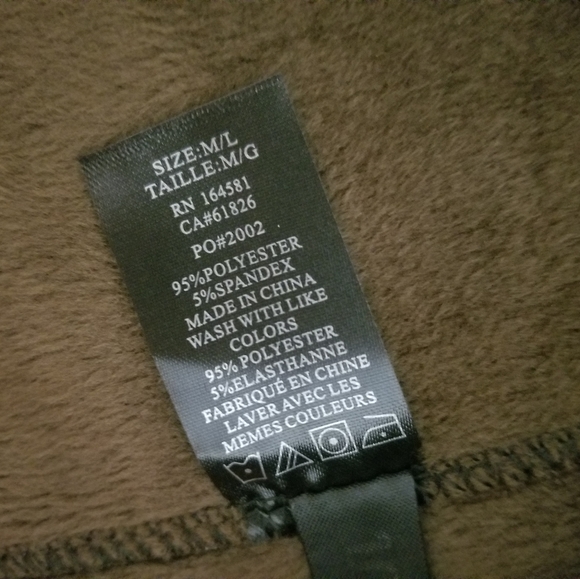 SIZE:M/L
TAILLE:M/G
RN 164581
CA#61826
PO#2002
95%POLYESTER
5%SPANDEX
MADE IN CHINA
WASH WITH LIKE
COLORS
95% POLYESTER
5%ELASTHANNE
FABRIQUÉ EN CHINE
LAVER AVEC LES
MEMES COULEURS